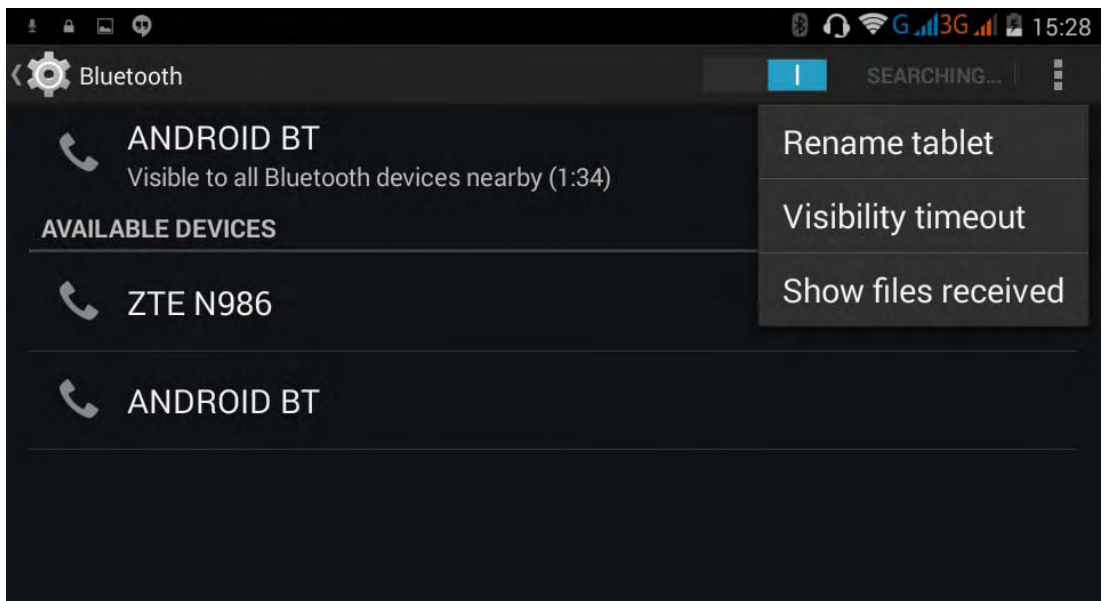 G 3G 15:28
Bluetooth SEARCHING...
ANDROID BT
Visible to all Bluetooth devices nearby (1:34)
Rename tablet
Visibility timeout
Show files received
AVAILABLE DEVICES
ZTE N986
ANDROID BT